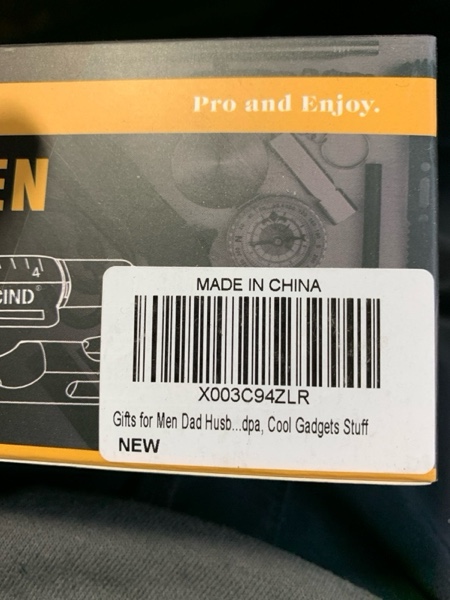 Pro and Enjoy.
EN
4
CIND®
MADE IN CHINA
X003C94ZLR
Gifts for Men Dad Husb...dpa, Cool Gadgets Stuff
NEW